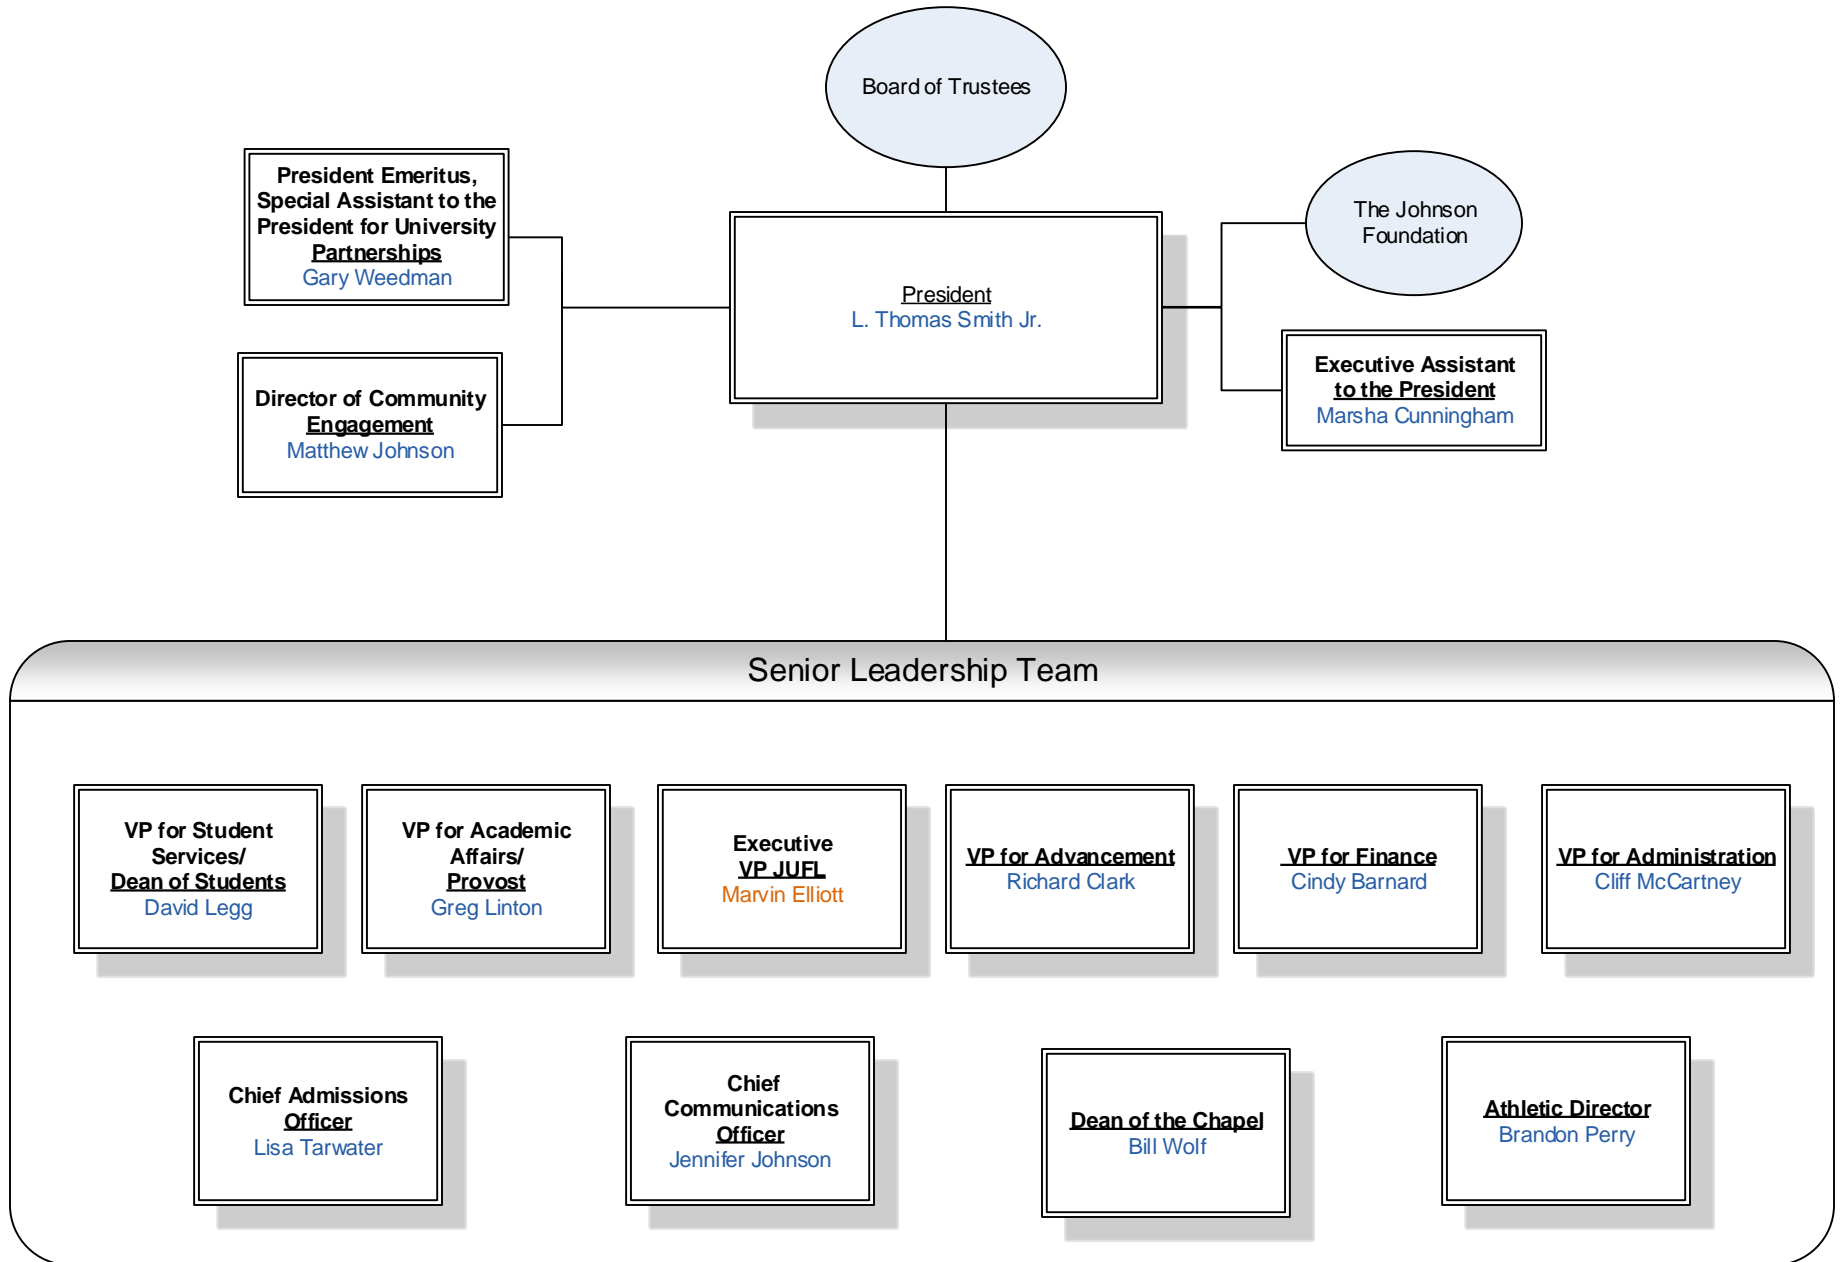 Board of Trustees
President Emeritus,
Special Assistant to the
President for University
Partnerships
Gary Weedman
The Johnson
Foundation
President
L. Thomas Smith Jr.
Director of Community
Engagement
Matthew Johnson
Executive Assistant
to the President
Marsha Cunningham
Senior Leadership Team
VP for Student
Services/
Dean of Students
David Legg
VP for Academic
Affairs/
Provost
Greg Linton
Executive
VP JUFL
Marvin Elliott
VP for Advancement
Richard Clark
VP for Finance
Cindy Barnard
VP for Administration
Cliff McCartney
Chief Admissions
Officer
Lisa Tarwater
Chief
Communications
Officer
Jennifer Johnson
Dean of the Chapel
Bill Wolf
Athletic Director
Brandon Perry